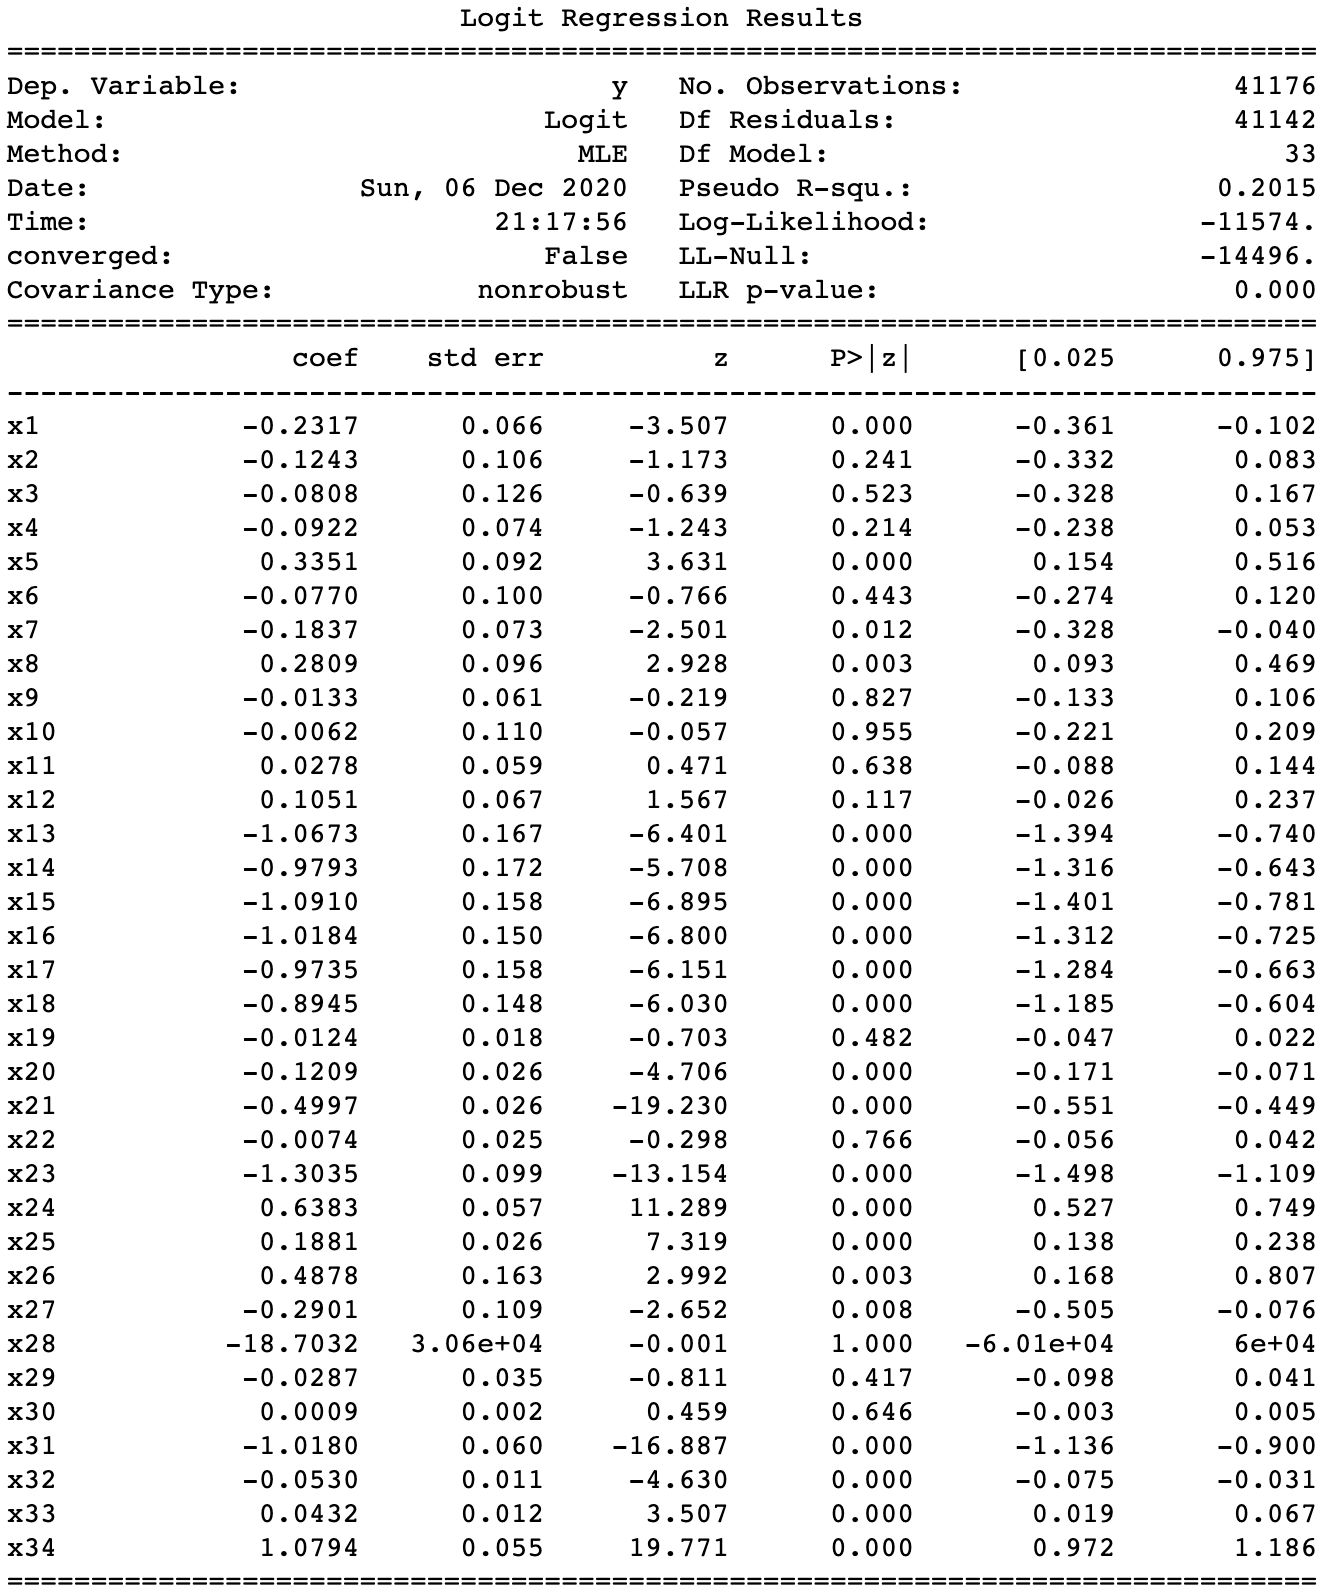 Logit Regression Results
==============================================================================
Dep. Variable:                      y   No. Observations:                41176
Model:                          Logit   Df Residuals:                    41142
Method:                           MLE   Df Model:                           33
Date:                Sun, 06 Dec 2020   Pseudo R-squ.:                  0.2015
Time:                        21:17:56   Log-Likelihood:                -11574.
converged:                      False   LL-Null:                       -14496.
Covariance Type:            nonrobust   LLR p-value:                     0.000
==============================================================================
                 coef    std err          z      P>|z|      [0.025      0.975]
------------------------------------------------------------------------------
x1            -0.2317      0.066     -3.507      0.000      -0.361      -0.102
x2            -0.1243      0.106     -1.173      0.241      -0.332       0.083
x3            -0.0808      0.126     -0.639      0.523      -0.328       0.167
x4            -0.0922      0.074     -1.243      0.214      -0.238       0.053
x5             0.3351      0.092      3.631      0.000       0.154       0.516
x6            -0.0770      0.100     -0.766      0.443      -0.274       0.120
x7            -0.1837      0.073     -2.501      0.012      -0.328      -0.040
x8             0.2809      0.096      2.928      0.003       0.093       0.469
x9            -0.0133      0.061     -0.219      0.827      -0.133       0.106
x10           -0.0062      0.110     -0.057      0.955      -0.221       0.209
x11            0.0278      0.059      0.471      0.638      -0.088       0.144
x12            0.1051      0.067      1.567      0.117      -0.026       0.237
x13           -1.0673      0.167     -6.401      0.000      -1.394      -0.740
x14           -0.9793      0.172     -5.708      0.000      -1.316      -0.643
x15           -1.0910      0.158     -6.895      0.000      -1.401      -0.781
x16           -1.0184      0.150     -6.800      0.000      -1.312      -0.725
x17           -0.9735      0.158     -6.151      0.000      -1.284      -0.663
x18           -0.8945      0.148     -6.030      0.000      -1.185      -0.604
x19           -0.0124      0.018     -0.703      0.482      -0.047       0.022
x20           -0.1209      0.026     -4.706      0.000      -0.171      -0.071
x21           -0.4997      0.026    -19.230      0.000      -0.551      -0.449
x22           -0.0074      0.025     -0.298      0.766      -0.056       0.042
x23           -1.3035      0.099    -13.154      0.000      -1.498      -1.109
x24            0.6383      0.057     11.289      0.000       0.527       0.749
x25            0.1881      0.026      7.319      0.000       0.138       0.238
x26            0.4878      0.163      2.992      0.003       0.168       0.807
x27           -0.2901      0.109     -2.652      0.008      -0.505      -0.076
x28          -18.7032   3.06e+04     -0.001      1.000   -6.01e+04       6e+04
x29           -0.0287      0.035     -0.811      0.417      -0.098       0.041
x30            0.0009      0.002      0.459      0.646      -0.003       0.005
x31           -1.0180      0.060    -16.887      0.000      -1.136      -0.900
x32           -0.0530      0.011     -4.630      0.000      -0.075      -0.031
x33            0.0432      0.012      3.507      0.000       0.019       0.067
x34            1.0794      0.055     19.771      0.000       0.972       1.186
==============================================================================